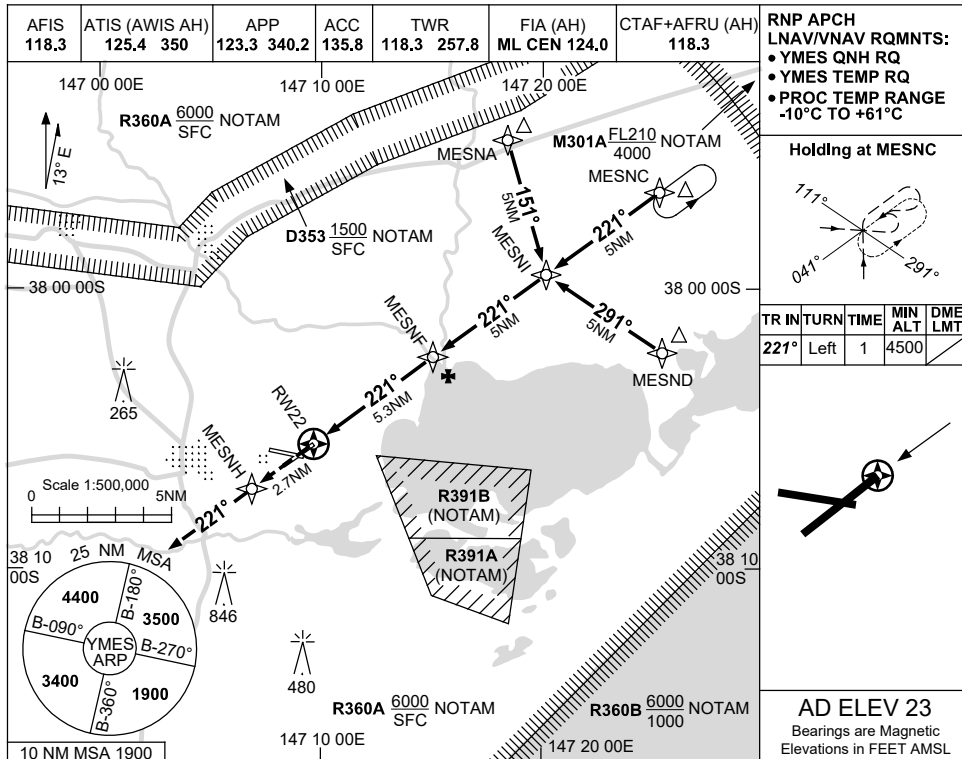 AFIS
118.3
ATIS (AWIS AH)
125.4 350
APP
123.3 340.2
ACC
135.8
TWR
118.3 257.8
FIA (AH)
ML CEN 124.0
CTAF+AFRU (AH)
118.3
RNP APCH
LNAV/VNAV RQMNTS:
• YMES QNH RQ
• YMES TEMP RQ
• PROC TEMP RANGE
-10°C TO +61°C
147 00 00E
147 10 00E
147 20 00E
R360A 6000
SFC NOTAM
13° E
MESNA
M301A FL210
4000 NOTAM
MESNC
151°
5NM
221°
5NM
D353 1500
SFC NOTAM
MESNI
38 00 00S
38 00 00S
221°
5NM
291°
5NM
MESNF
MESND
221°
5.3NM
265
RW22
MESNH
2.7NM
221°
Scale 1:500,000
0
5NM
R391B
(NOTAM)
R391A
(NOTAM)
38 10
00S
38 10
00S
25 NM MSA
4400
B-180°
3500
B-090°
YMES
ARP
B-270°
3400
B-360°
1900
10 NM MSA 1900
846
480
R360A 6000
SFC NOTAM
R360B 6000
1000 NOTAM
147 10 00E
147 20 00E
Holding at MESNC
111°
041°
291°
TR IN
TURN
TIME
MIN
ALT
DME
LMT
221°
Left
1
4500
AD ELEV 23
Bearings are Magnetic
Elevations in FEET AMSL